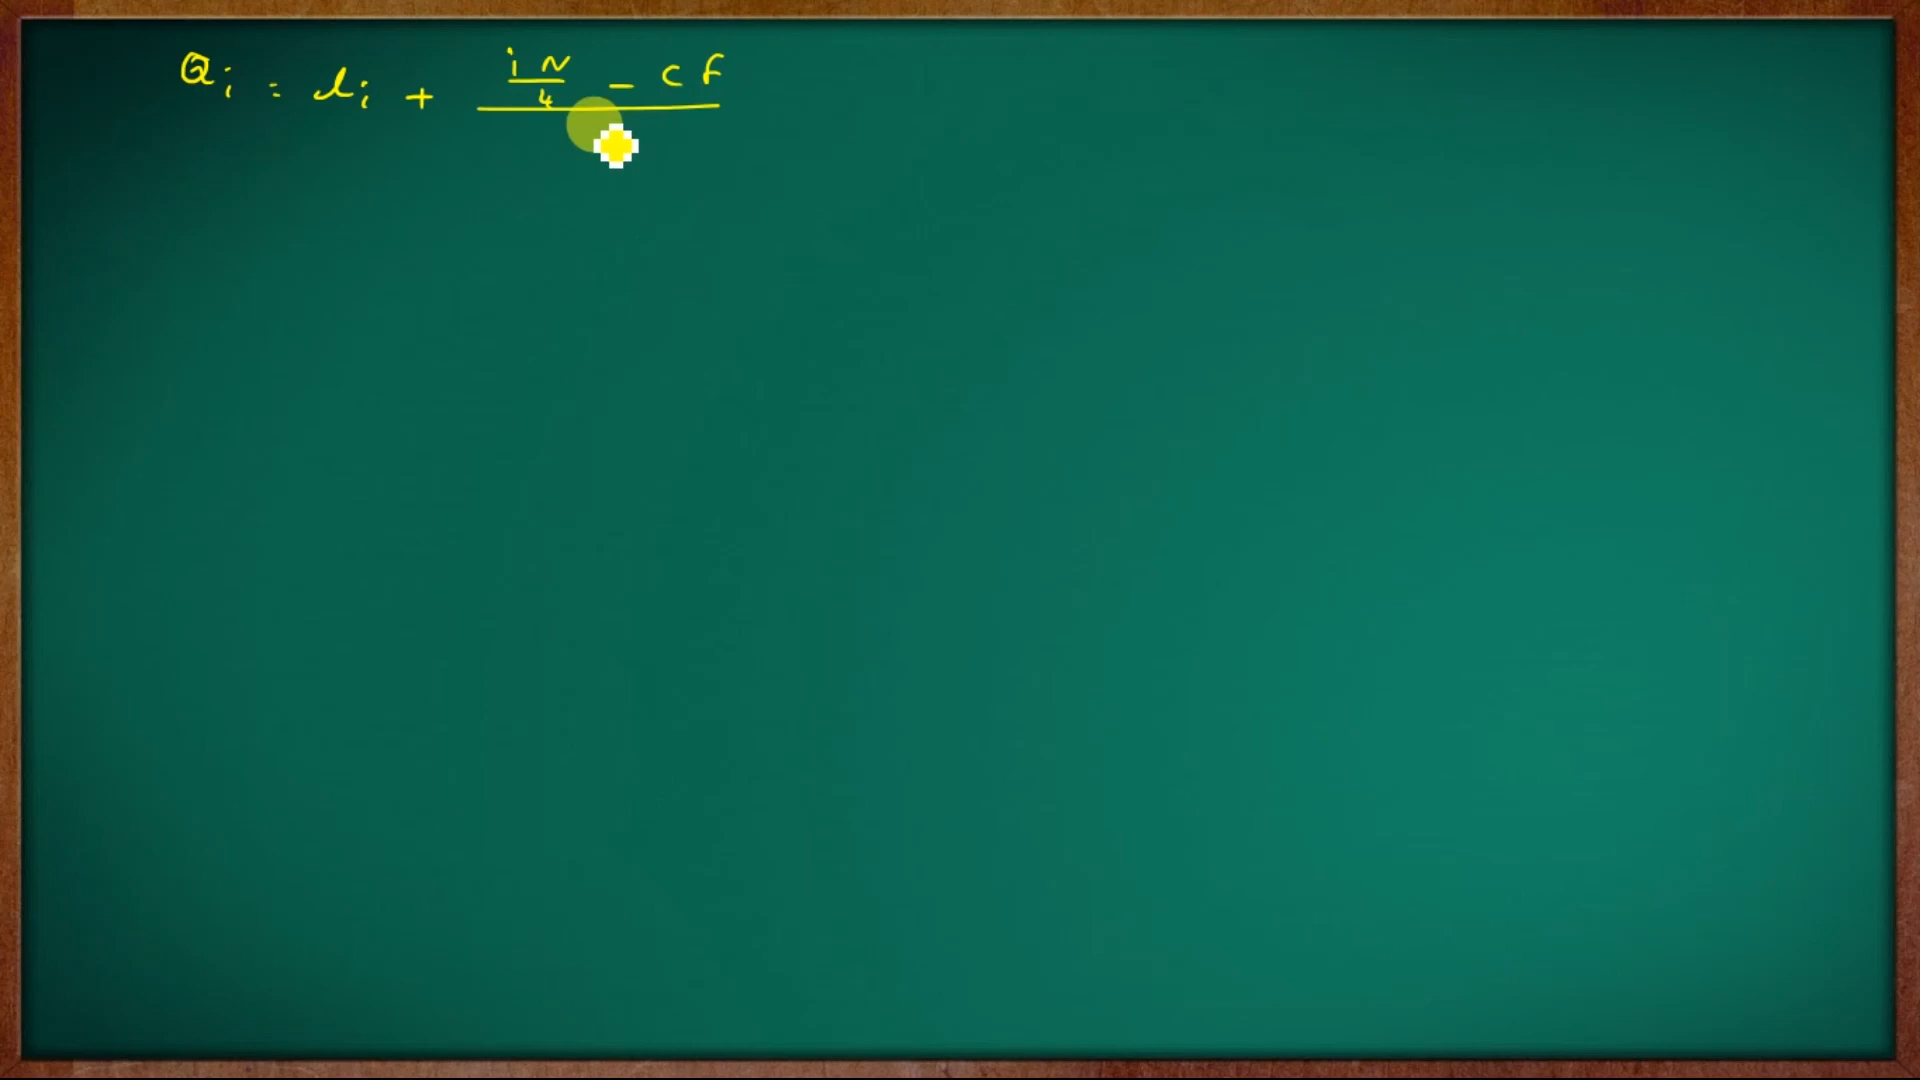 Qi = li + (iN/4 - cf)/